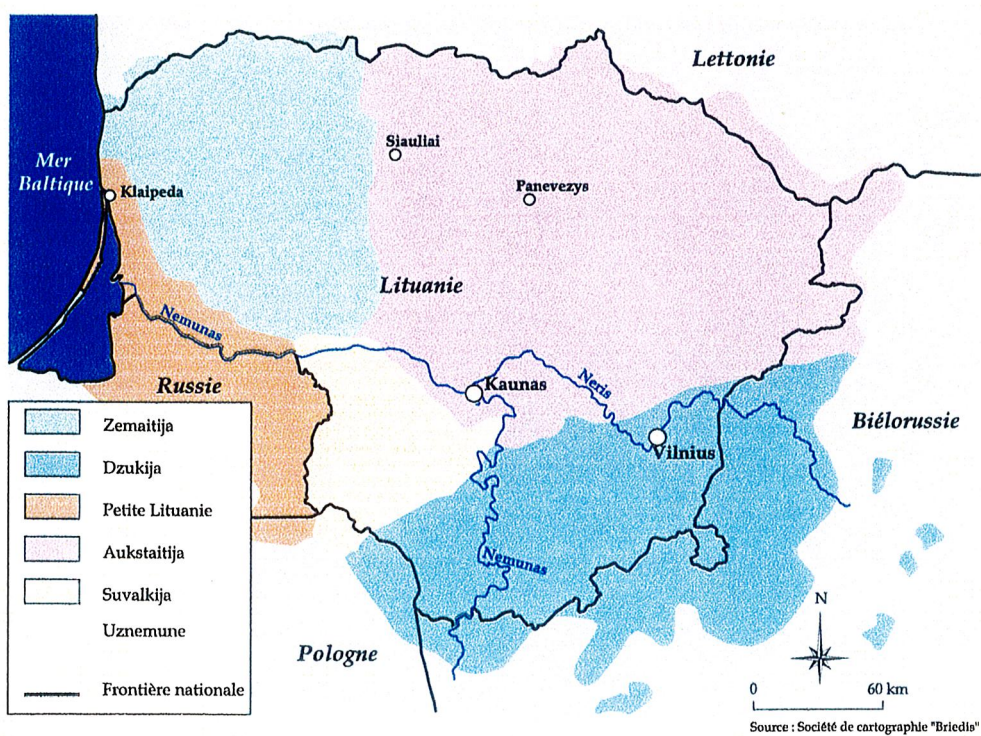 Lettonie
Mer
Baltique
Siauliai
Klaipeda
Panevezys
Lituanie
Nemunas
Russie
Kaunas
Neris
Biélorussie
Vilnius
Zemaitija
Dzukija
Petite Lituanie
Aukstaitija
Suvalkija
Uznemune
Frontière nationale
Nemunas
Pologne
N
0 60 km
Source : Société de cartographie "Briedis"